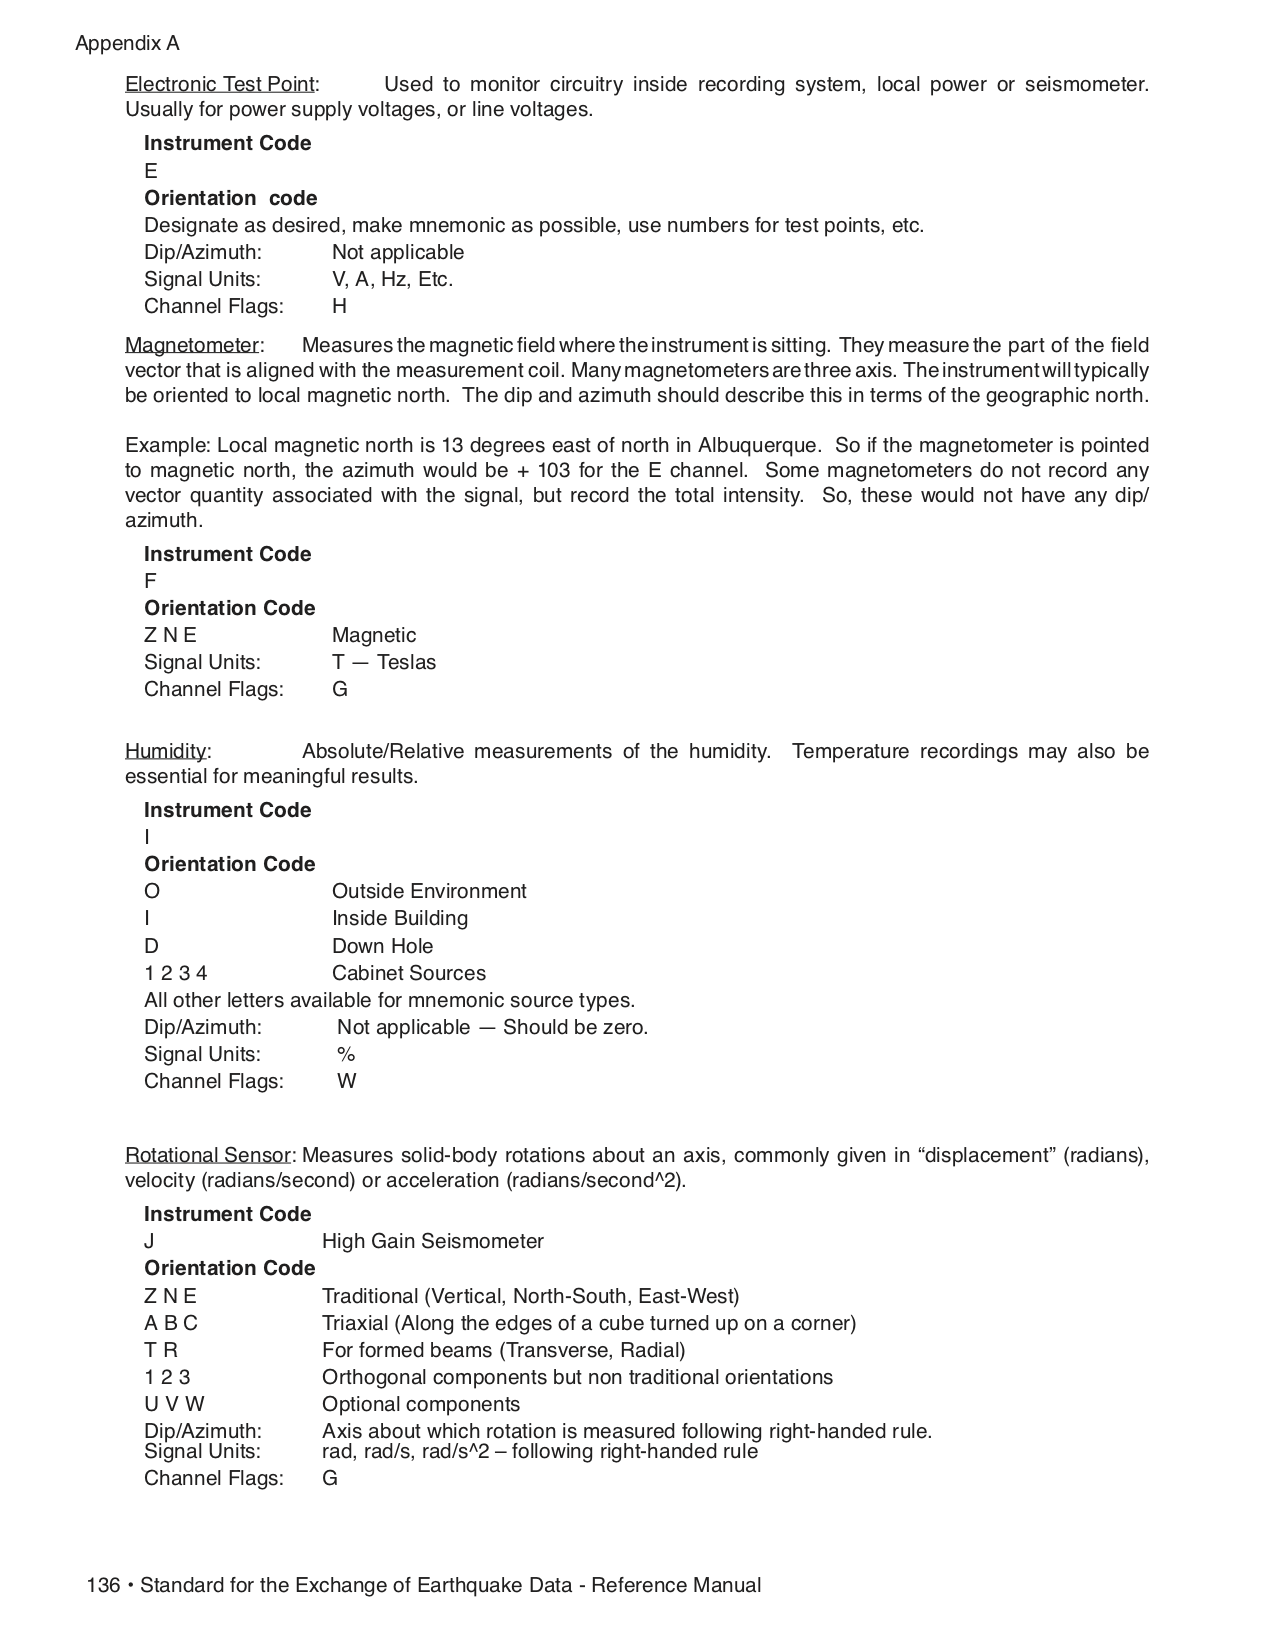 Appendix A
Electronic Test Point: Used to monitor circuitry inside recording system, local power or seismometer.
Usually for power supply voltages, or line voltages.
Instrument Code
E
Orientation code
Designate as desired, make mnemonic as possible, use numbers for test points, etc.
Dip/Azimuth: Not applicable
Signal Units: V, A, Hz, Etc.
Channel Flags: H
Magnetometer: Measures the magnetic field where the instrument is sitting. They measure the part of the field
vector that is aligned with the measurement coil. Many magnetometers are three axis. The instrument will typically
be oriented to local magnetic north. The dip and azimuth should describe this in terms of the geographic north.
Example: Local magnetic north is 13 degrees east of north in Albuquerque. So if the magnetometer is pointed
to magnetic north, the azimuth would be + 103 for the E channel. Some magnetometers do not record any
vector quantity associated with the signal, but record the total intensity. So, these would not have any dip/
azimuth.
Instrument Code
F
Orientation Code
Z N E Magnetic
Signal Units: T — Teslas
Channel Flags: G
Humidity: Absolute/Relative measurements of the humidity. Temperature recordings may also be
essential for meaningful results.
Instrument Code
I
Orientation Code
O Outside Environment
I Inside Building
D Down Hole
1 2 3 4 Cabinet Sources
All other letters available for mnemonic source types.
Dip/Azimuth: Not applicable — Should be zero.
Signal Units: %
Channel Flags: W
Rotational Sensor: Measures solid-body rotations about an axis, commonly given in “displacement” (radians),
velocity (radians/second) or acceleration (radians/second^2).
Instrument Code
J High Gain Seismometer
Orientation Code
Z N E Traditional (Vertical, North-South, East-West)
A B C Triaxial (Along the edges of a cube turned up on a corner)
T R For formed beams (Transverse, Radial)
1 2 3 Orthogonal components but non traditional orientations
U V W Optional components
Dip/Azimuth: Axis about which rotation is measured following right-handed rule.
Signal Units: rad, rad/s, rad/s^2 – following right-handed rule
Channel Flags: G
136 • Standard for the Exchange of Earthquake Data - Reference Manual